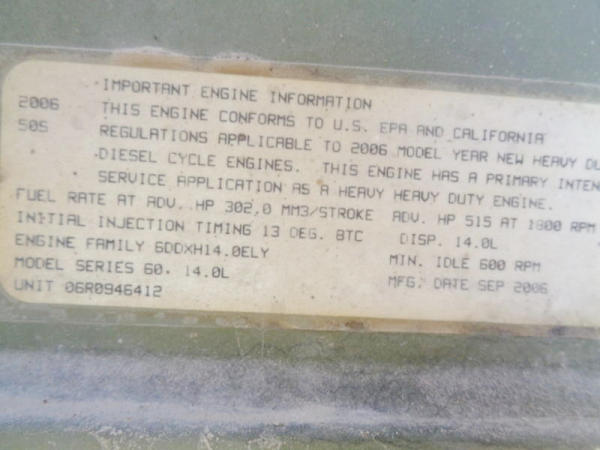 IMPORTANT ENGINE INFORMATION
2006 THIS ENGINE CONFORMS TO U.S. EPA AND CALIFORNIA
50S REGULATIONS APPLICABLE TO 2006 MODEL YEAR NEW HEAVY DU
DIESEL CYCLE ENGINES. THIS ENGINE HAS A PRIMARY INTEN
SERVICE APPLICATION AS A HEAVY HEAVY DUTY ENGINE.
FUEL RATE AT ADV. HP 302.0 MM3/STROKE ADV. HP 515 AT 1800 RPM
INITIAL INJECTION TIMING 13 DEG. BTC DISP. 14.0L
ENGINE FAMILY 6DDXH14.0ELY MIN. IDLE 600 RPM
MODEL SERIES 60. 14.0L MFG. DATE SEP 2006
UNIT 06R0946412